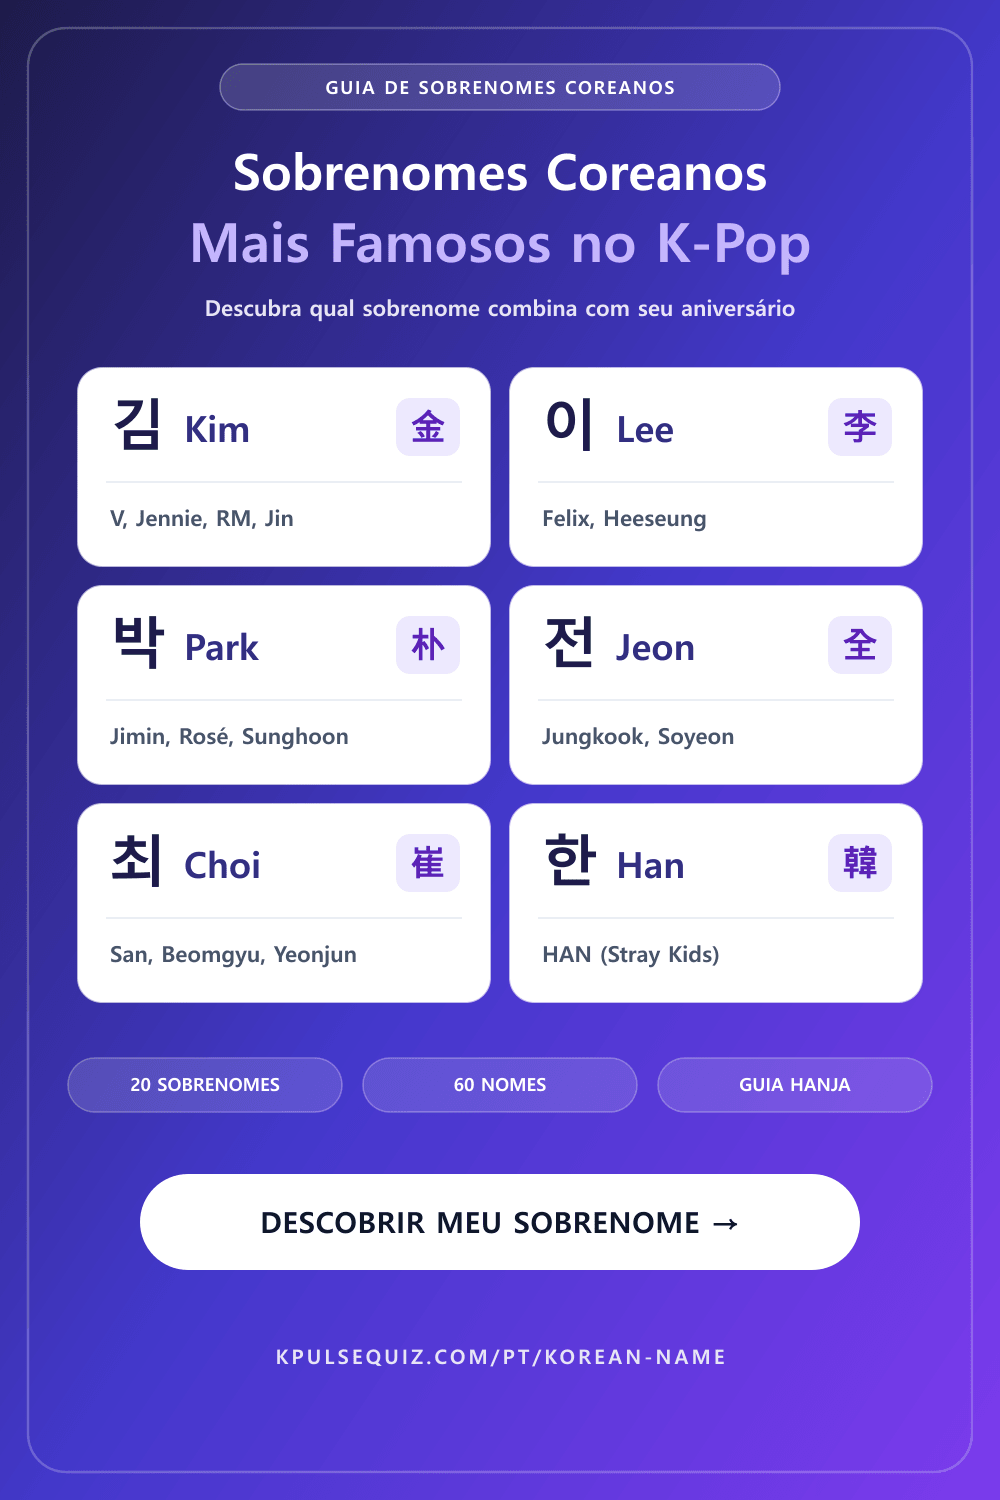 GUIA DE SOBRENOMES COREANOS
Sobrenomes Coreanos
Mais Famosos no K-Pop
Descubra qual sobrenome combina com seu aniversário
김 Kim 金
V, Jennie, RM, Jin
이 Lee 李
Felix, Heeseung
박 Park 朴
Jimin, Rosé, Sunghoon
전 Jeon 全
Jungkook, Soyeon
최 Choi 崔
San, Beomgyu, Yeonjun
한 Han 韓
HAN (Stray Kids)
20 SOBRENOMES
60 NOMES
GUIA HANJA
DESCOBRIR MEU SOBRENOME →
KPULSEQUIZ.COM/PT/KOREAN-NAME